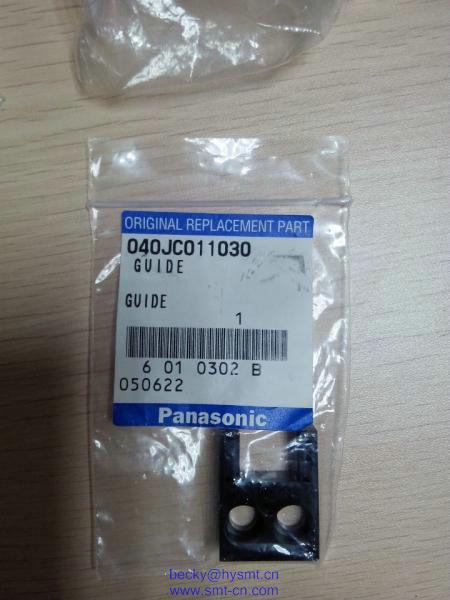 ORIGINAL REPLACEMENT PART
040JC011030
GUIDE
GUIDE
1
6 01 0302 B
050622
Panasonic
becky@hysmt.cn
www.smt-cn.com